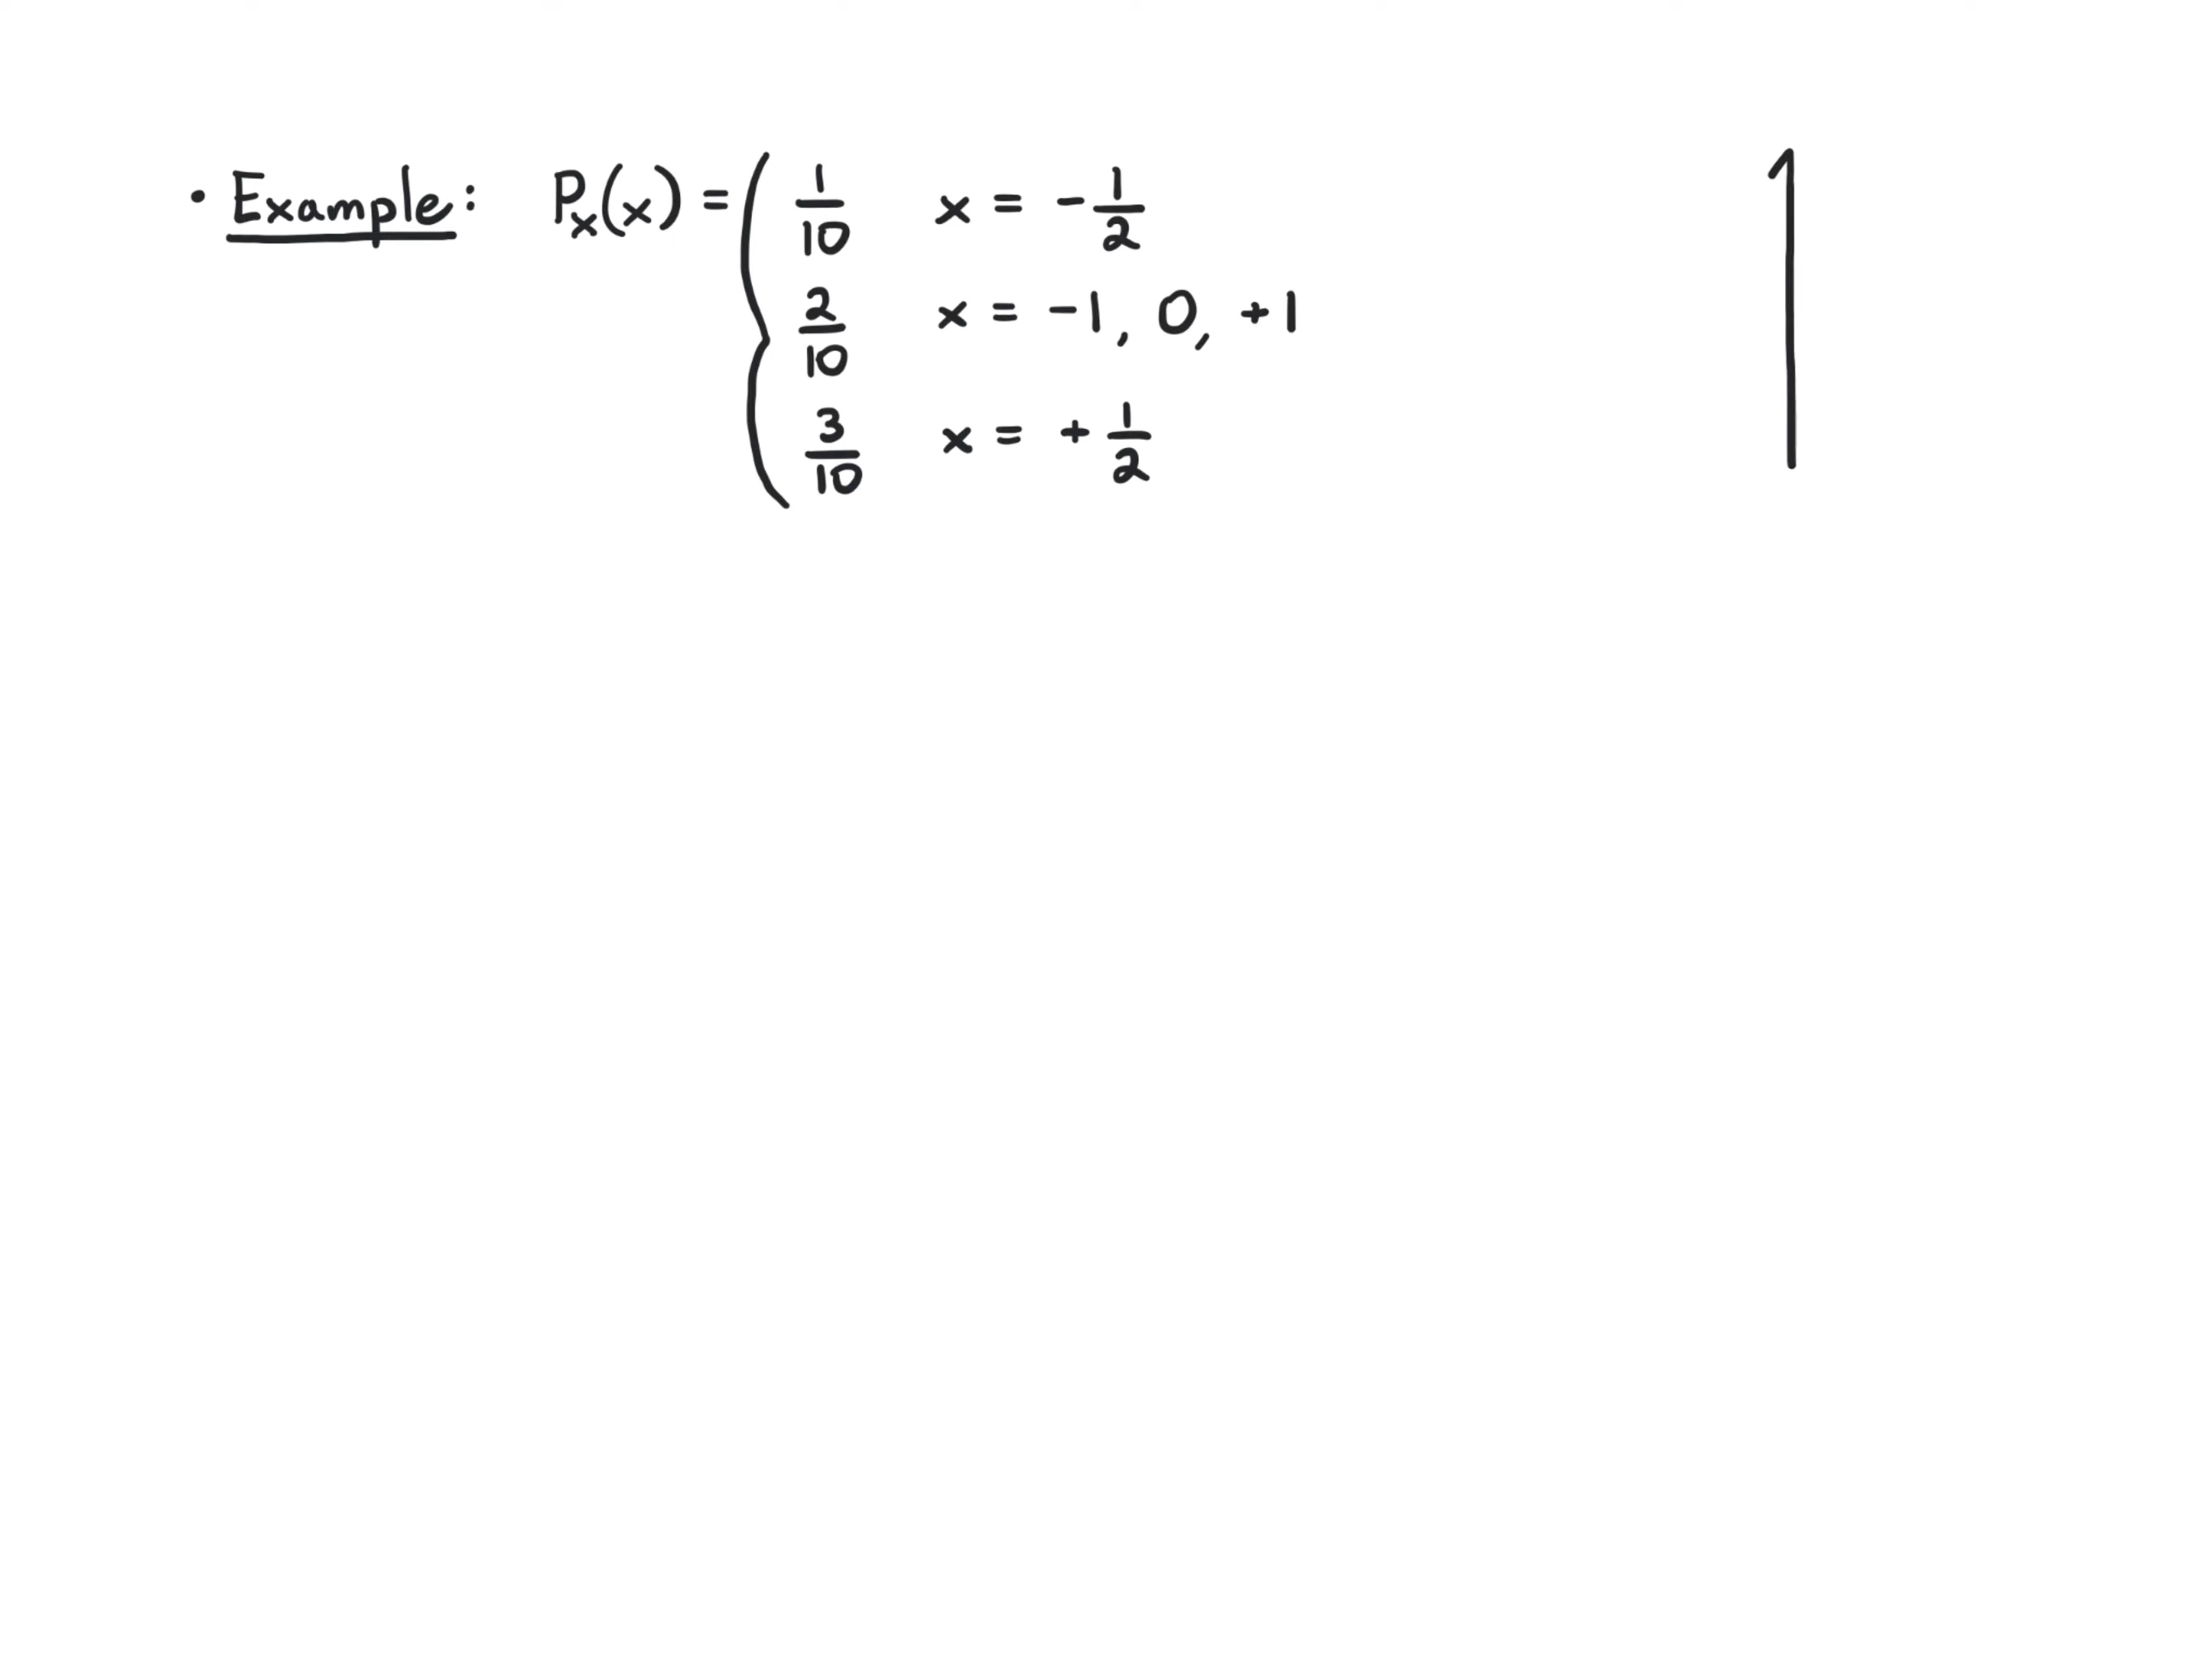 • Example: P_X(x) = { 1/10 x = -1/2
2/10 x = -1, 0, +1
3/10 x = +1/2